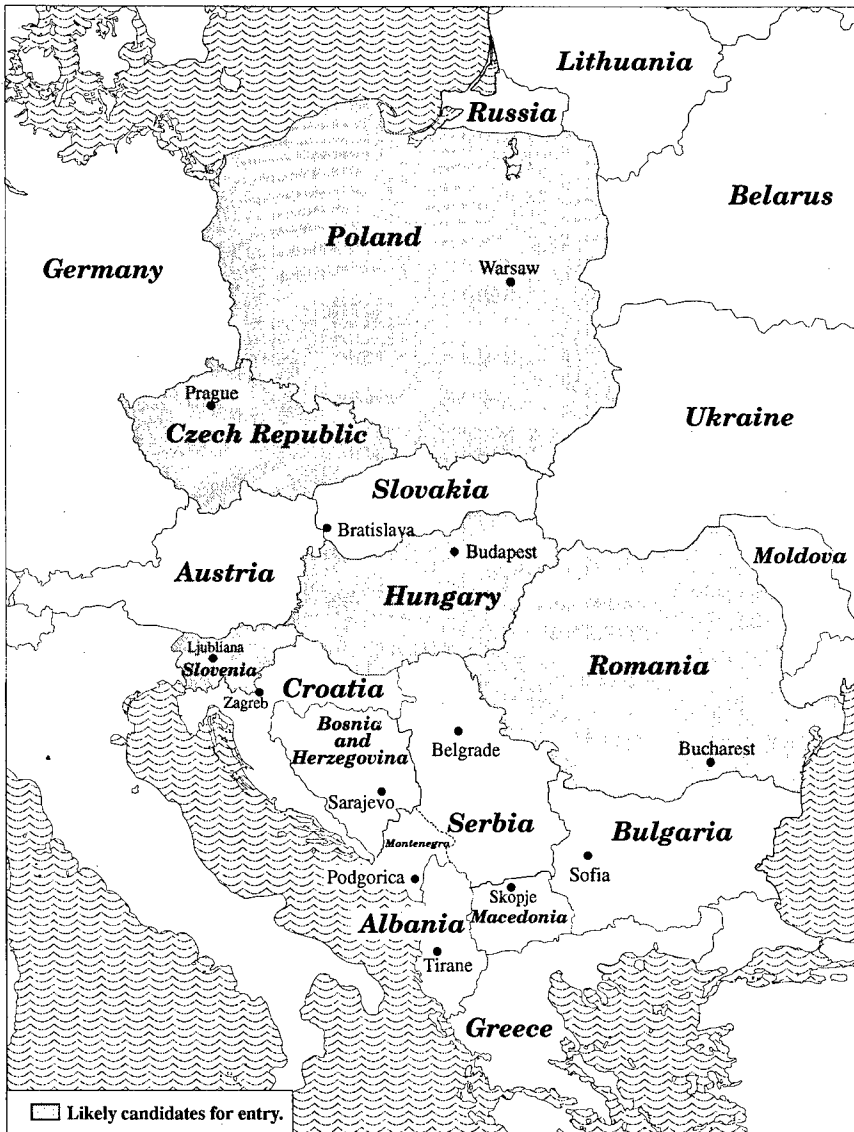 Lithuania
Russia
Belarus
Poland
Germany
Warsaw
Prague
Ukraine
Czech Republic
Slovakia
Bratislava
Budapest
Moldova
Austria
Hungary
Ljubliana
Slovenia
Romania
Croatia
Zagreb
Bosnia
and
Herzegovina
Belgrade
Bucharest
Sarajevo
Serbia
Bulgaria
Montenegro
Sofia
Podgorica
Skopje
Macedonia
Albania
Tirane
Greece
Likely candidates for entry.